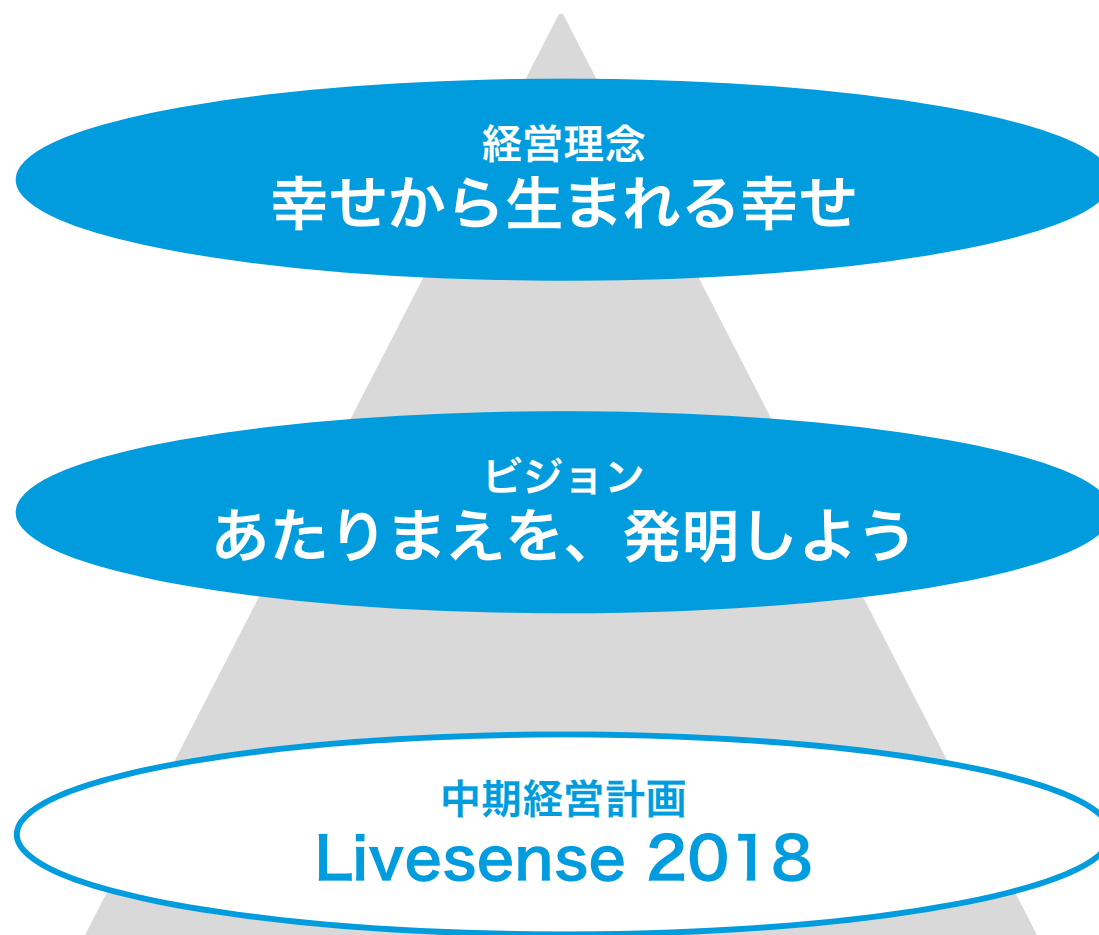 経営理念
幸せから生まれる幸せ
ビジョン
あたりまえを、発明しよう
中期経営計画
Livesense 2018